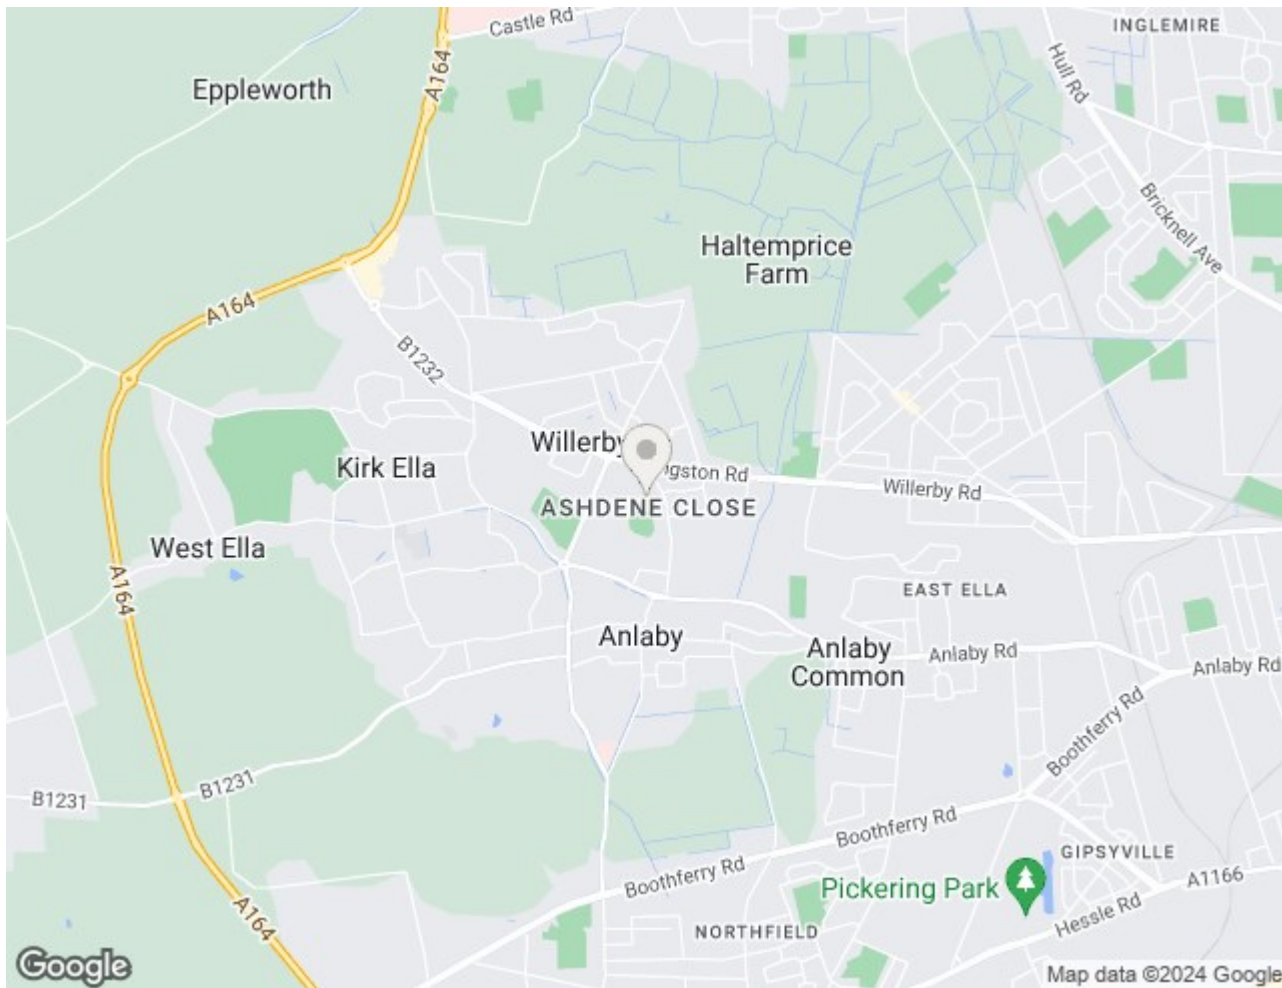 Castle Rd
INGLEMIRE
A164
Hull Rd
Eppleworth
Bricknell Ave
Haltemprice
Farm
A164
B1232
Willerby
Kirk Ella
ngston Rd
Willerby Rd
ASHDENE CLOSE
West Ella
A164
EAST ELLA
Anlaby
Anlaby
Common
Anlaby Rd
Anlaby Rd
Boothferry Rd
B1231
B1231
Boothferry Rd
GIPSYVILLE
Boothferry Rd
Pickering Park
A1166
Hessle Rd
A164
NORTHFIELD
Google
Map data ©2024 Google